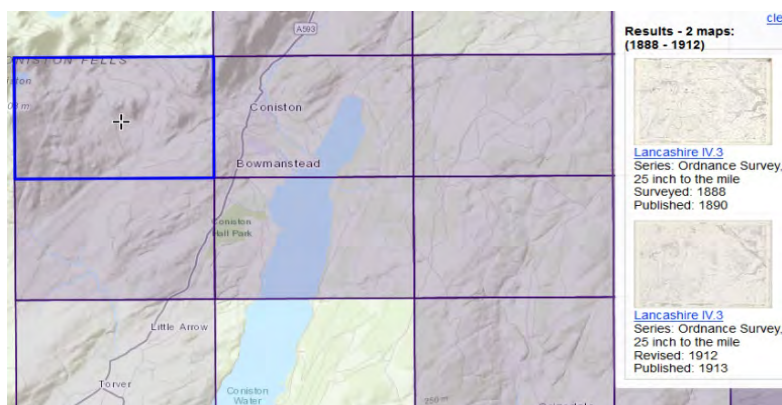 cle
Results - 2 maps:
(1888 - 1912)
A593
ONISTON FELLS
Coniston
Bowmanstead
Coniston
Hall Park
Little Arrow
Torver
Coniston
Water
Lancashire IV.3
Series: Ordnance Survey,
25 inch to the mile
Surveyed: 1888
Published: 1890
Lancashire IV.3
Series: Ordnance Survey,
25 inch to the mile
Revised: 1912
Published: 1913